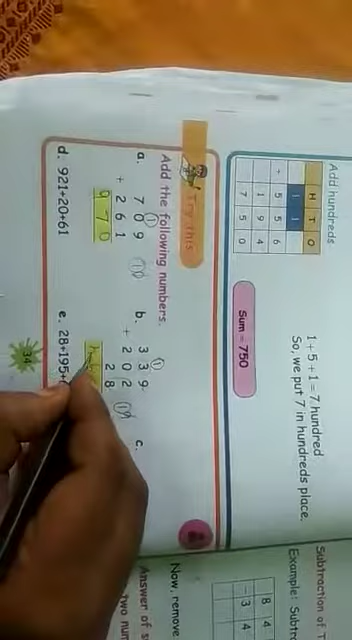 Add hundreds
H T O
1 1
5 5 6
+ 1 9 4
7 5 0
1 + 5 + 1 = 7 hundred
So, we put 7 in hundreds place.
Sum = 750
Try this
Add the following numbers.
a. 7 0 9
+ 2 6 1
9 7 0
b. 3 3 9
+ 2 0 2
2 8
c.
d. 921+20+61
e. 28+195+
34
Subtraction of T
Example: Subt
8 4
- 3 4
Now, remove
Answer of s
two num